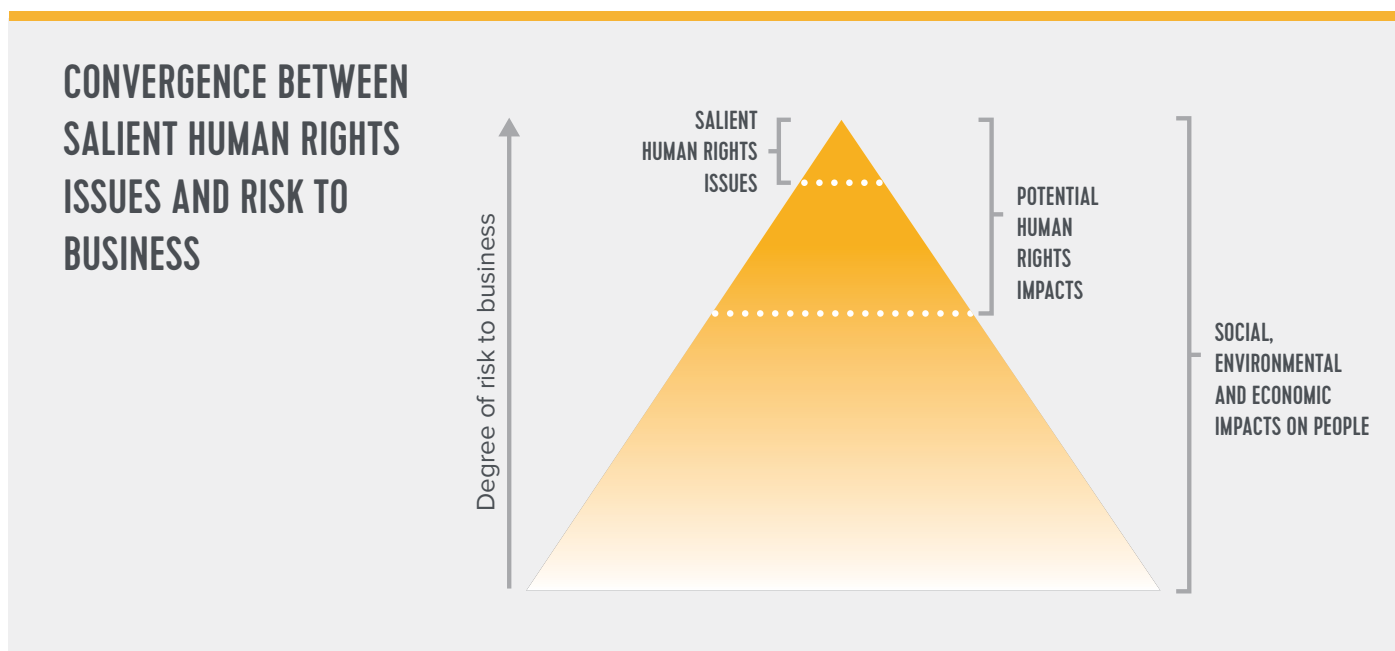 CONVERGENCE BETWEEN
SALIENT HUMAN RIGHTS
ISSUES AND RISK TO
BUSINESS
Degree of risk to business
SALIENT
HUMAN RIGHTS
ISSUES
POTENTIAL
HUMAN
RIGHTS
IMPACTS
SOCIAL,
ENVIRONMENTAL
AND ECONOMIC
IMPACTS ON PEOPLE